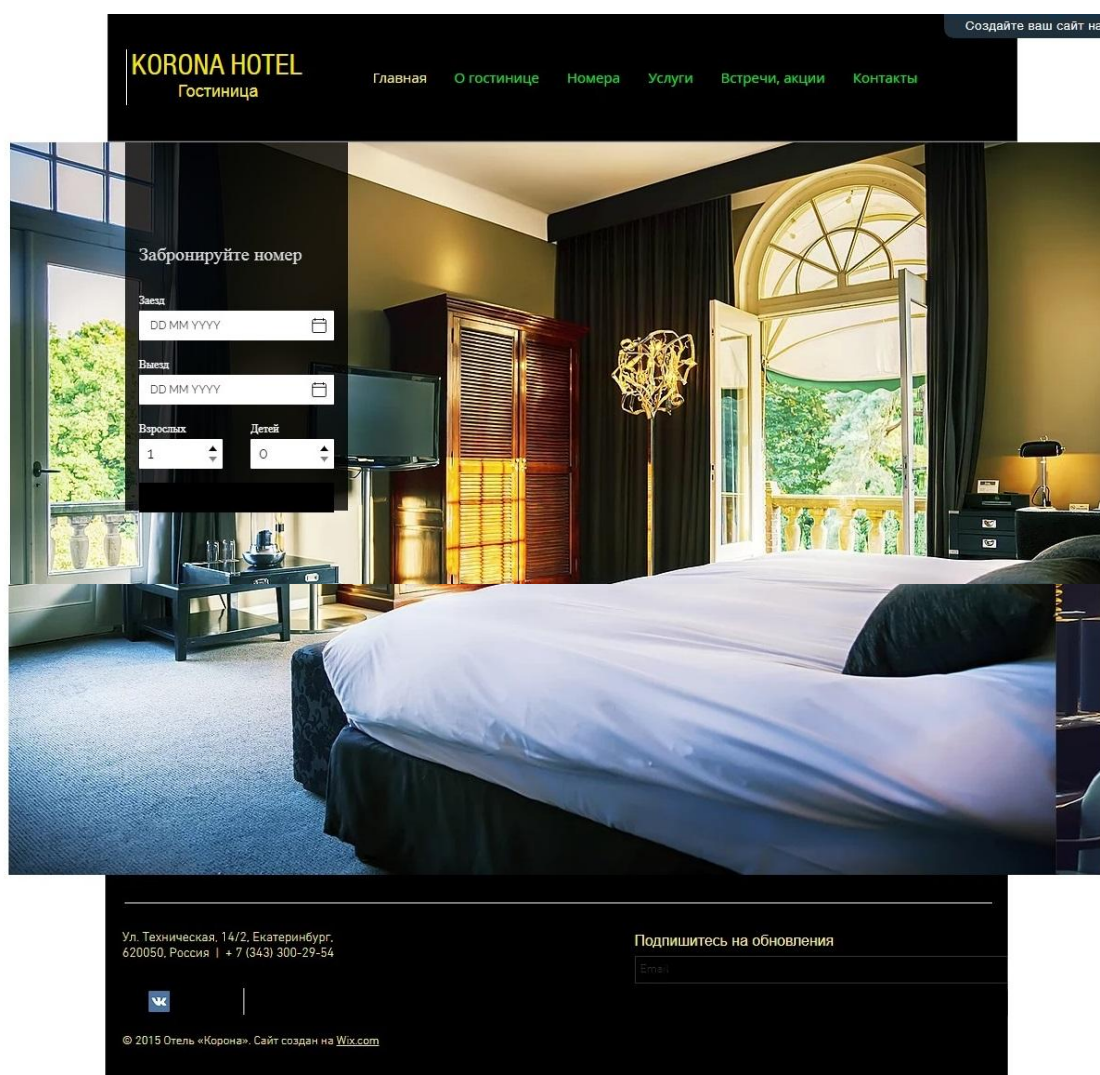 Создайте ваш сайт на
KORONA HOTEL
Гостиница
Главная О гостинице Номера Услуги Встречи, акции Контакты
Забронируйте номер
Заезд
DD MM YYYY
Выезд
DD MM YYYY
Взрослых Детей
1 0
Ул. Техническая, 14/2, Екатеринбург,
620050, Россия | + 7 (343) 300-29-54
Подпишитесь на обновления
Email
© 2015 Отель «Корона». Сайт создан на Wix.com